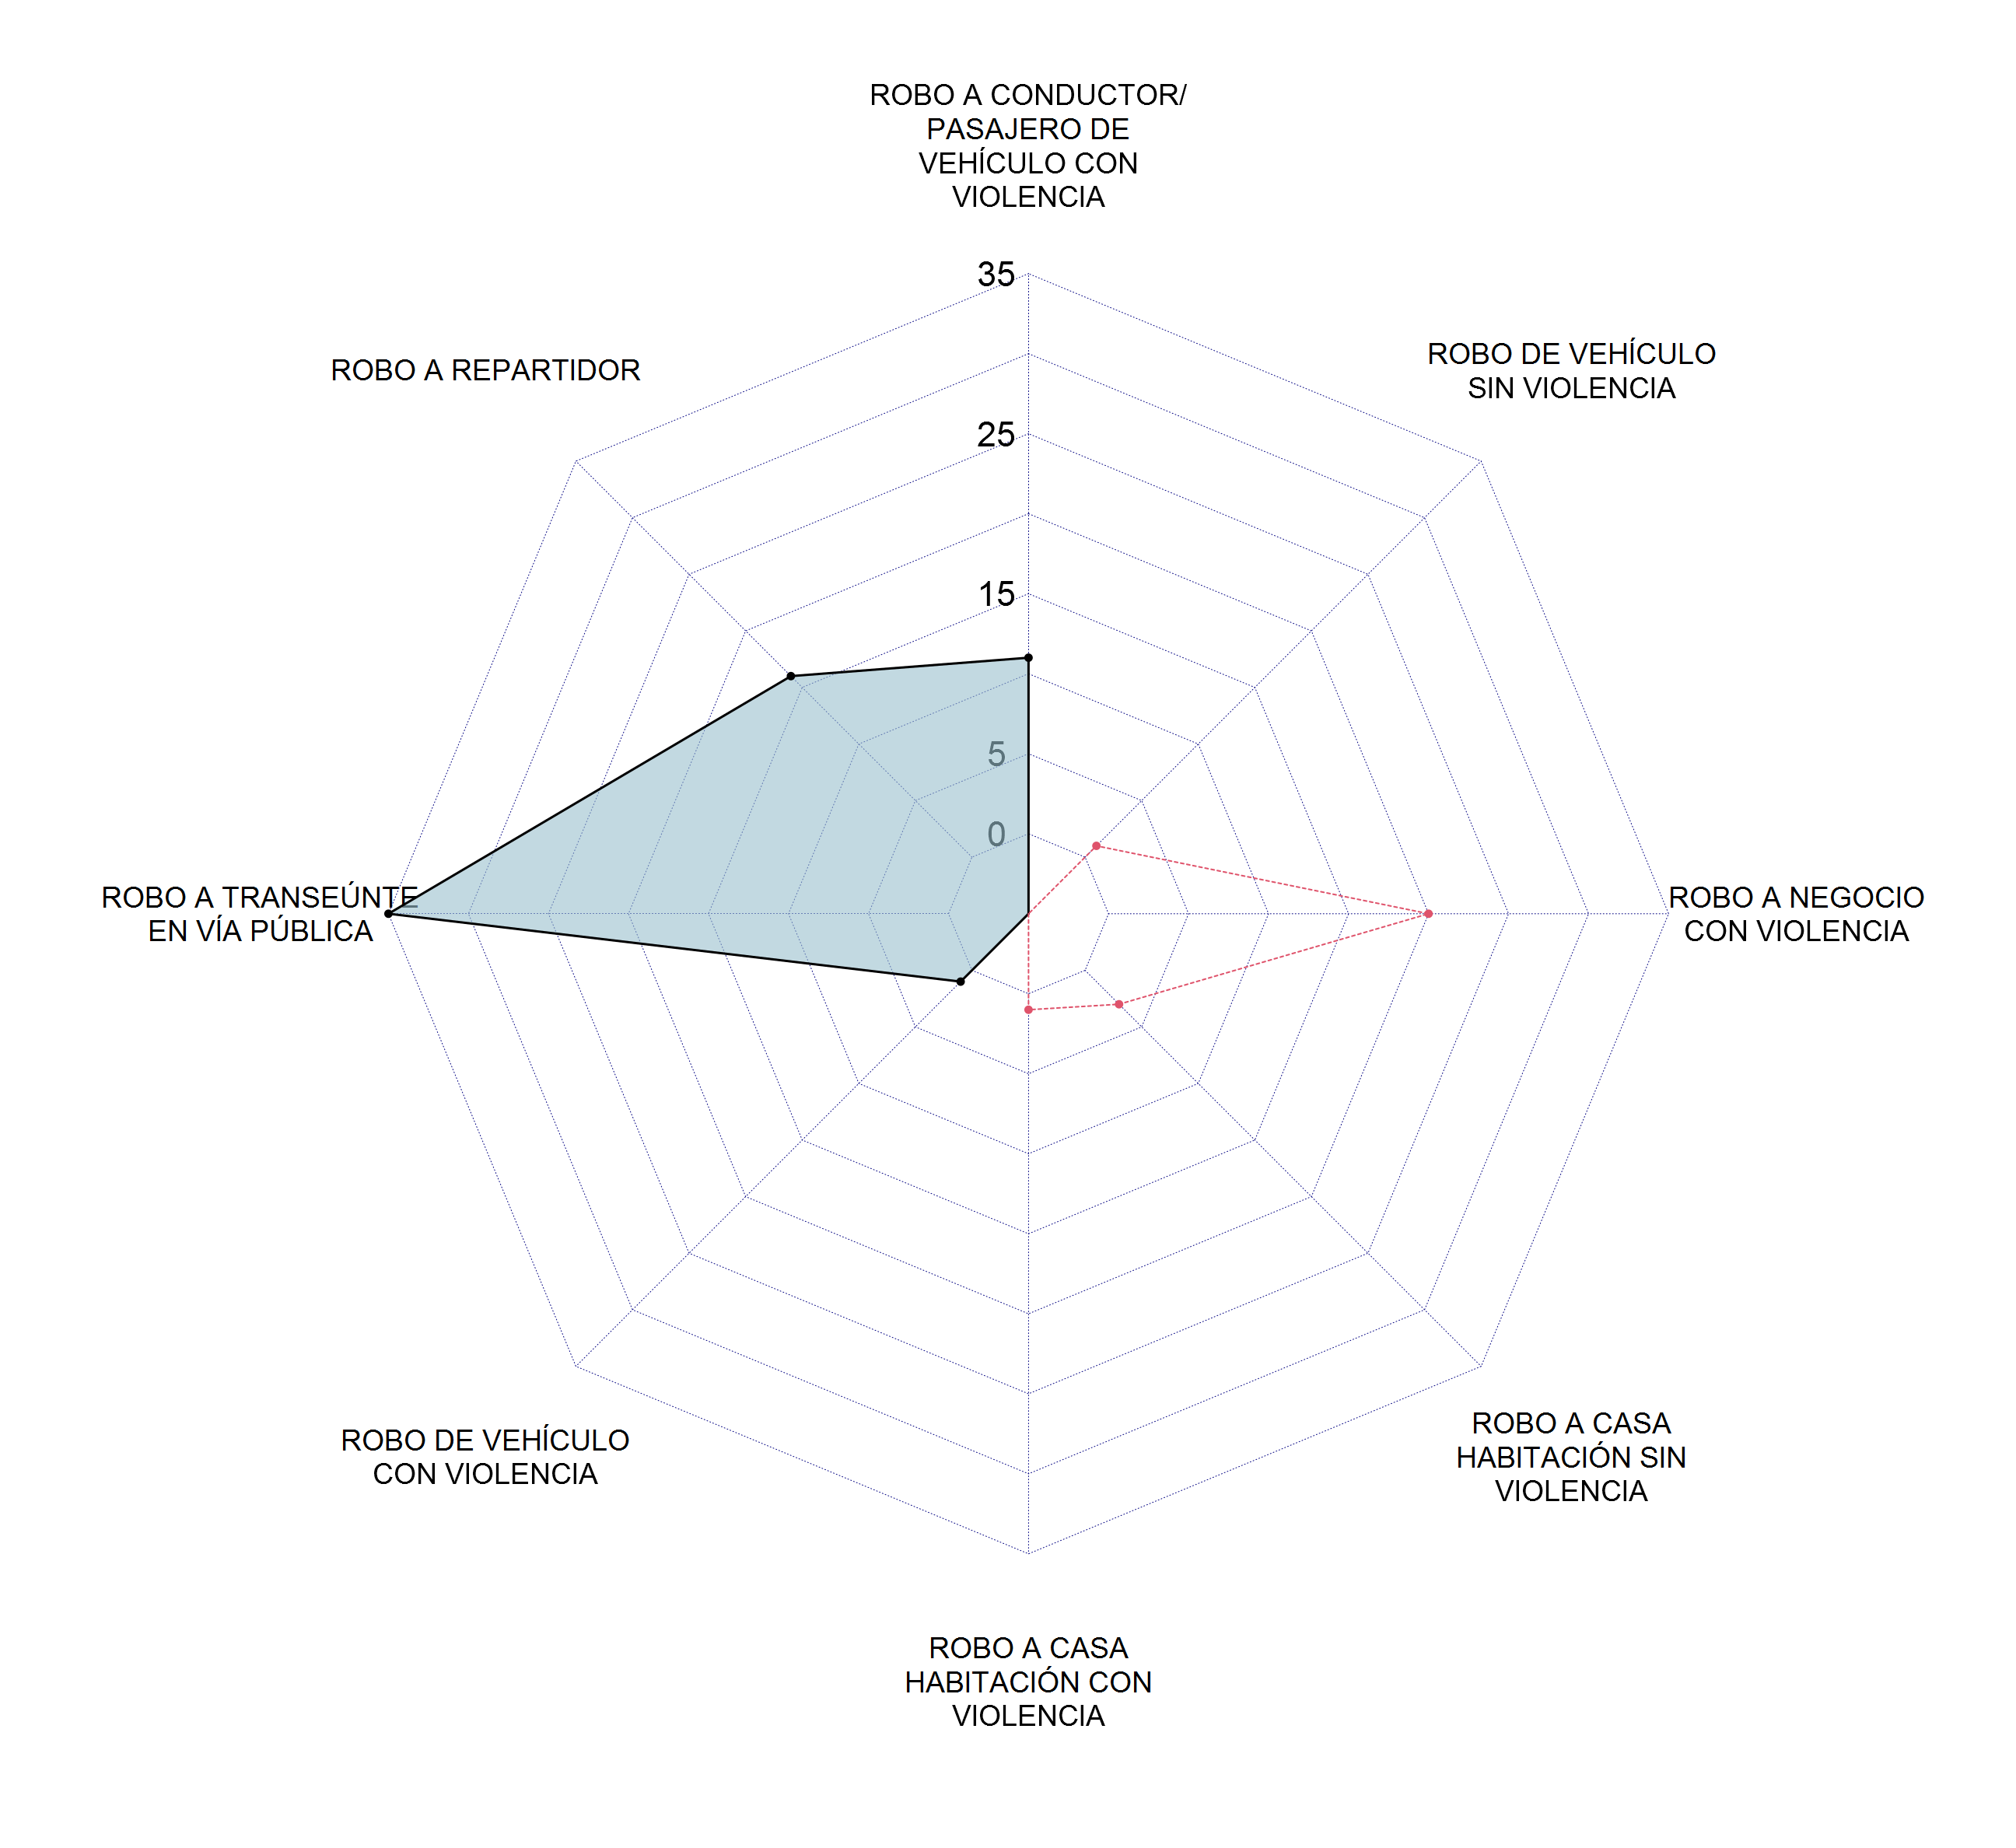 ROBO A CONDUCTOR/
PASAJERO DE
VEHÍCULO CON
VIOLENCIA
35
ROBO DE VEHÍCULO
SIN VIOLENCIA
ROBO A REPARTIDOR
25
15
5
0
ROBO A TRANSEÚNTE
EN VÍA PÚBLICA
ROBO A NEGOCIO
CON VIOLENCIA
ROBO DE VEHÍCULO
CON VIOLENCIA
ROBO A CASA
HABITACIÓN SIN
VIOLENCIA
ROBO A CASA
HABITACIÓN CON
VIOLENCIA